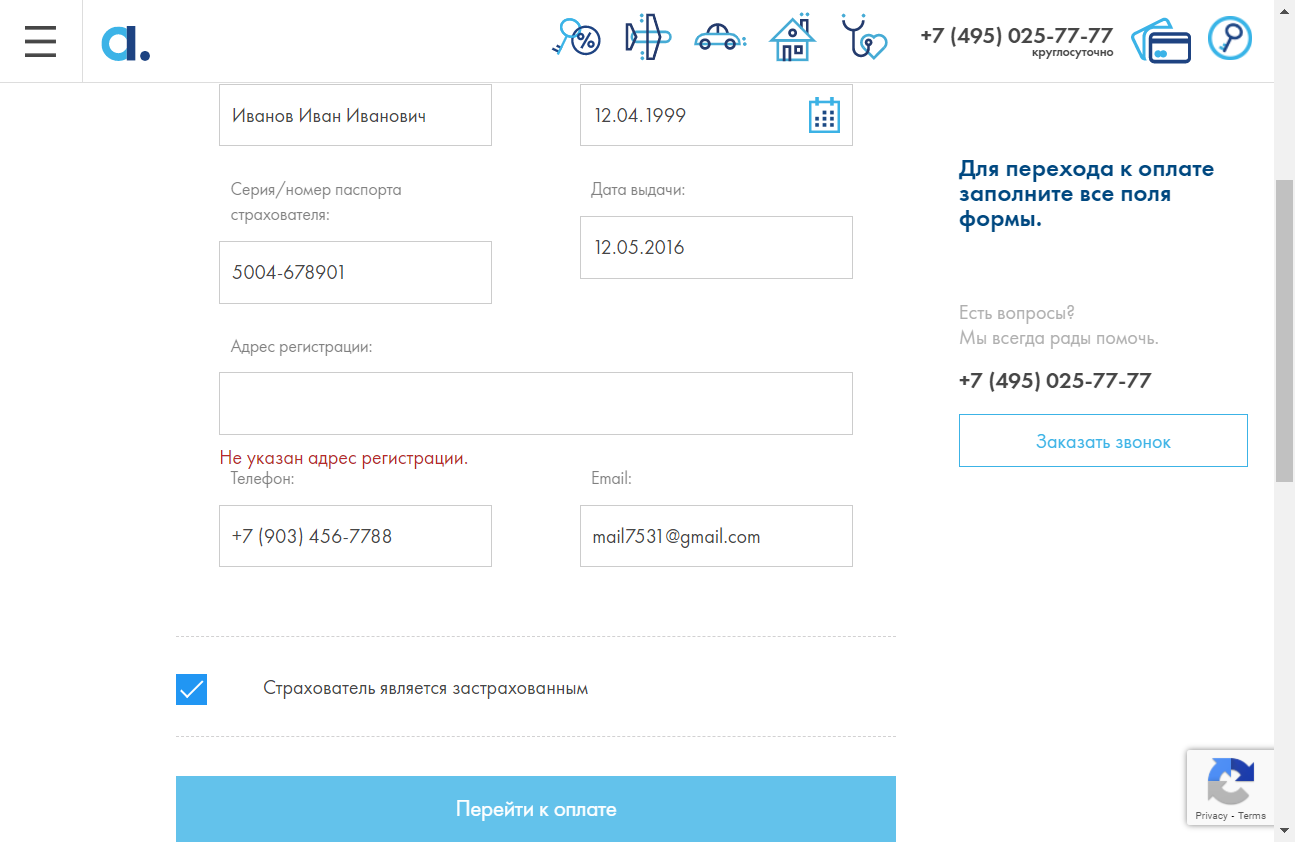 a.
%
+7 (495) 025-77-77
круглосуточно
Иванов Иван Иванович
12.04.1999
Серия/номер паспорта
страхователя:
Дата выдачи:
5004-678901
12.05.2016
Адрес регистрации:
Не указан адрес регистрации.
Телефон:
Email:
+7 (903) 456-7788
mail7531@gmail.com
Страхователь является застрахованным
Перейти к оплате
Для перехода к оплате
заполните все поля
формы.
Есть вопросы?
Мы всегда рады помочь.
+7 (495) 025-77-77
Заказать звонок
Privacy - Terms